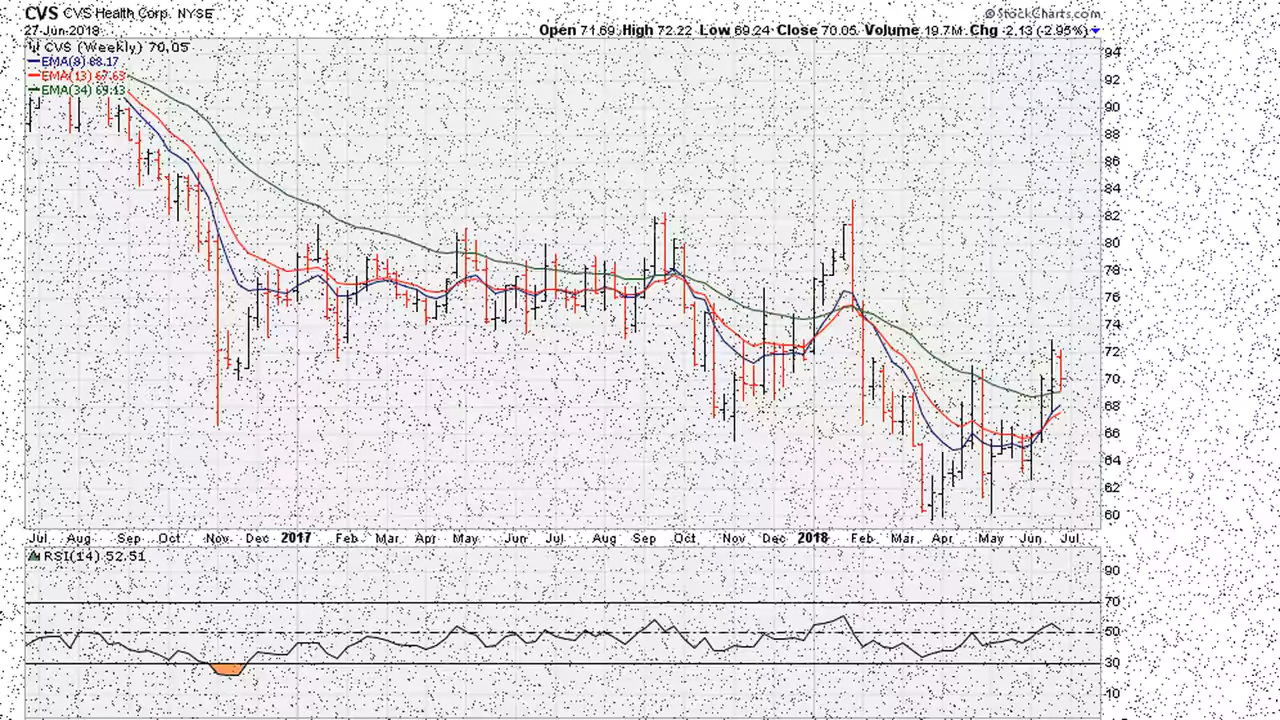 CVS CVS Health Corp. NYSE © StockCharts.com
27-Jun-2018 Open 71.69 High 72.22 Low 69.24 Close 70.05 Volume 19.7M Chg -2.13 (-2.95%)
CVS (Weekly) 70.05
EMA(9) 68.17
EMA(13) 67.63
EMA(34) 69.13
94
92
90
88
86
84
82
80
78
76
74
72
70
68
66
64
62
60
Jul Aug Sep Oct Nov Dec 2017 Feb Mar Apr May Jun Jul Aug Sep Oct Nov Dec 2018 Feb Mar Apr May Jun Jul
RSI(14) 52.51
90
70
50
30
10